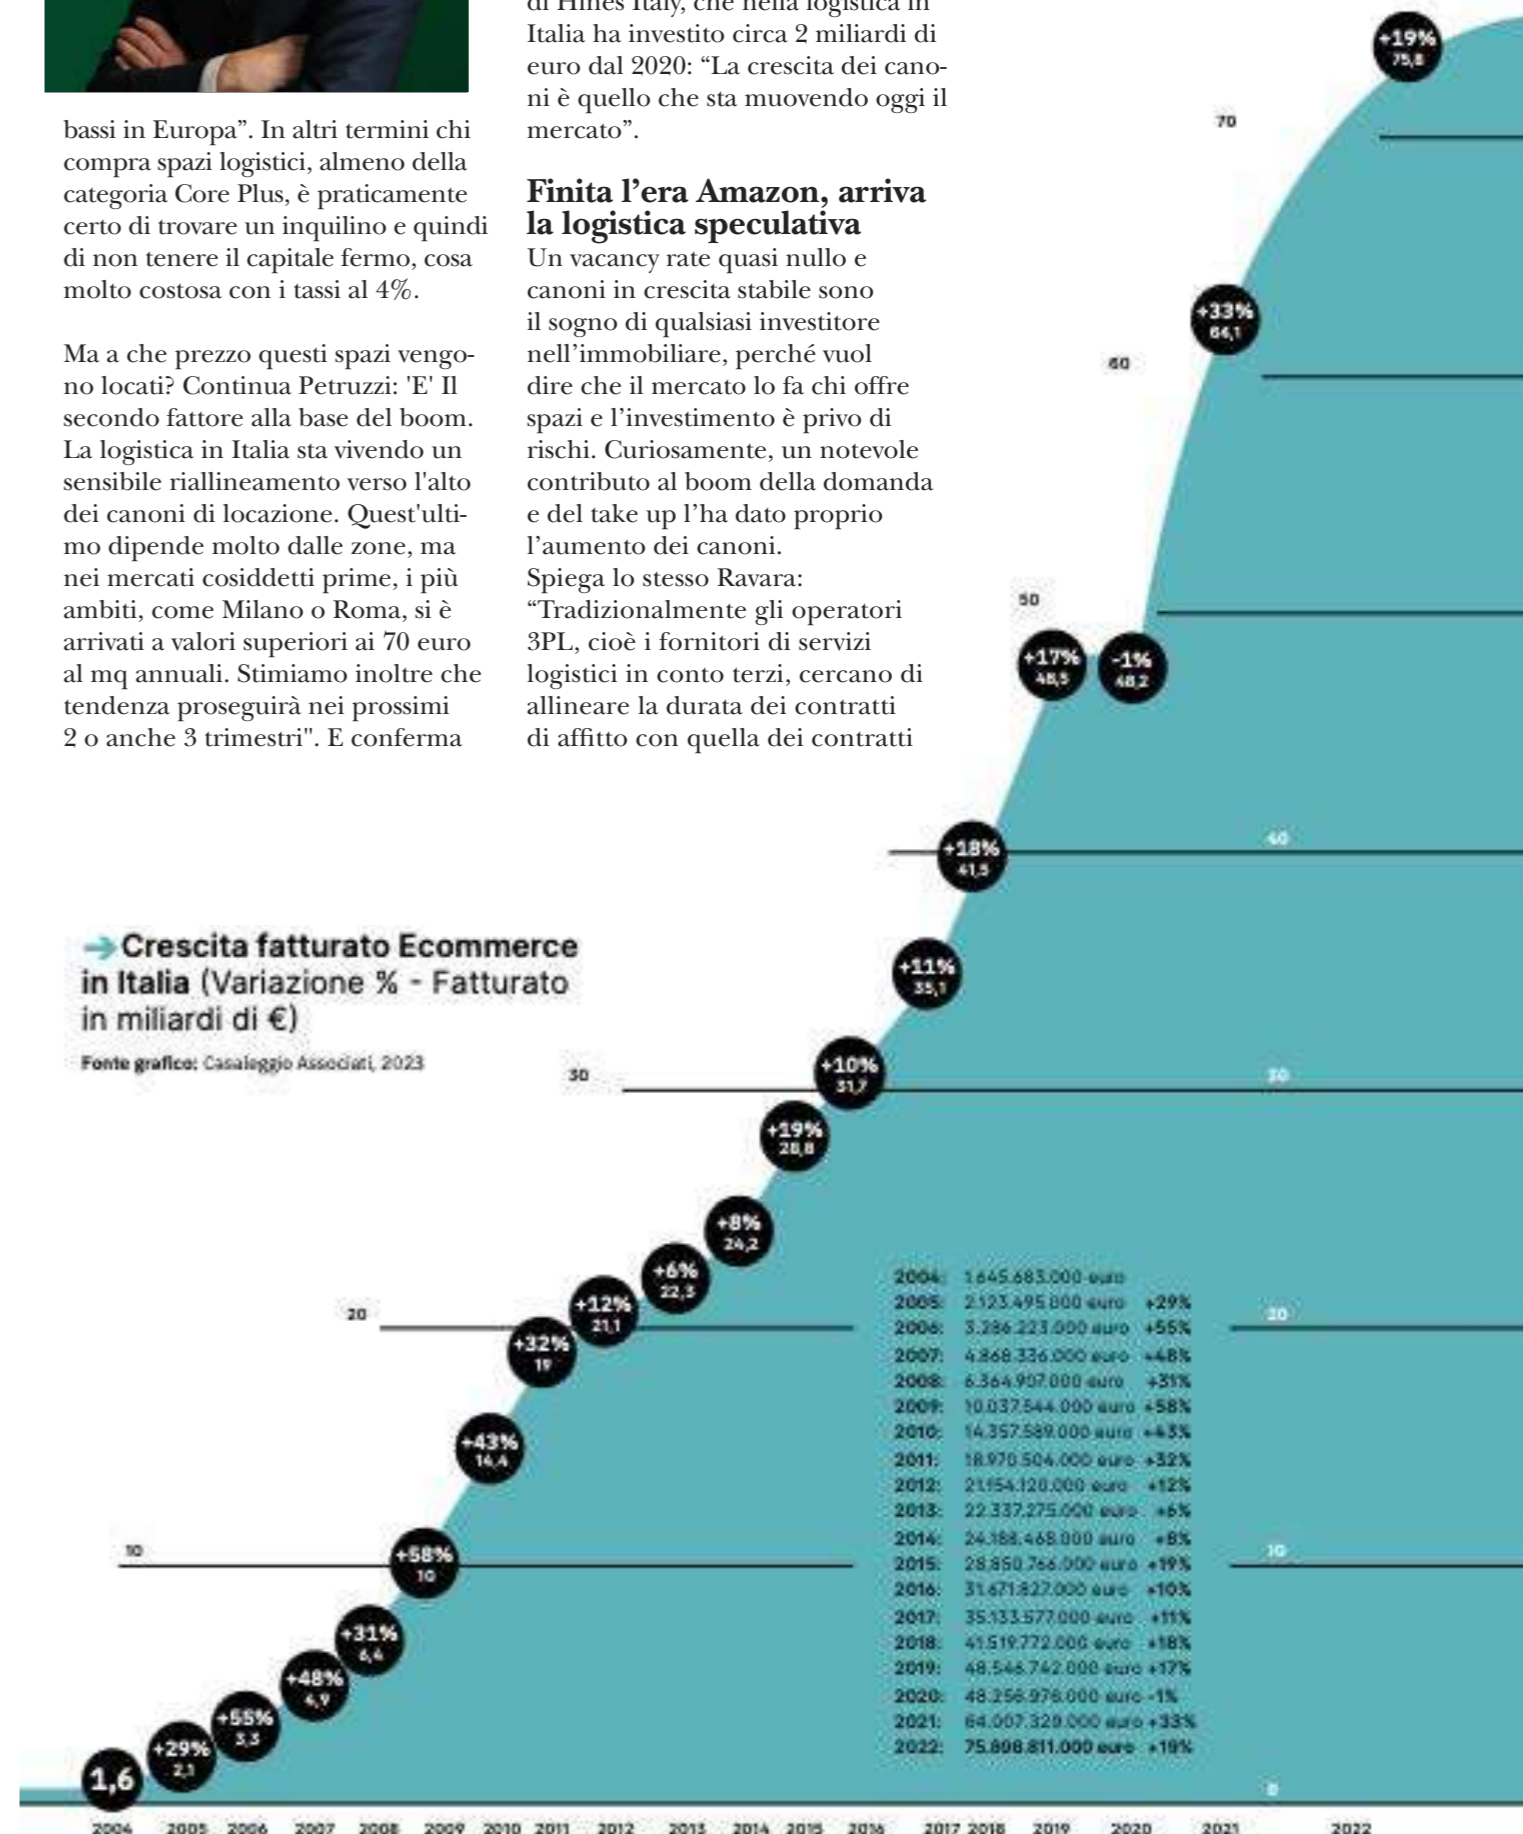 bassi in Europa”. In altri termini chi
compra spazi logistici, almeno della
categoria Core Plus, è praticamente
certo di trovare un inquilino e quindi
di non tenere il capitale fermo, cosa
molto costosa con i tassi al 4%.
Ma a che prezzo questi spazi vengo-
no locati? Continua Petruzzi: 'E' Il
secondo fattore alla base del boom.
La logistica in Italia sta vivendo un
sensibile riallineamento verso l'alto
dei canoni di locazione. Quest'ulti-
mo dipende molto dalle zone, ma
nei mercati cosiddetti prime, i più
ambiti, come Milano o Roma, si è
arrivati a valori superiori ai 70 euro
al mq annuali. Stimiamo inoltre che
tendenza proseguirà nei prossimi
2 o anche 3 trimestri". E conferma
di Hines Italy, che nella logistica in
Italia ha investito circa 2 miliardi di
euro dal 2020: “La crescita dei cano-
ni è quello che sta muovendo oggi il
mercato”.
Finita l’era Amazon, arriva
la logistica speculativa
Un vacancy rate quasi nullo e
canoni in crescita stabile sono
il sogno di qualsiasi investitore
nell’immobiliare, perché vuol
dire che il mercato lo fa chi offre
spazi e l’investimento è privo di
rischi. Curiosamente, un notevole
contributo al boom della domanda
e del take up l’ha dato proprio
l’aumento dei canoni.
Spiega lo stesso Ravara:
“Tradizionalmente gli operatori
3PL, cioè i fornitori di servizi
logistici in conto terzi, cercano di
allineare la durata dei contratti
di affitto con quella dei contratti
→Crescita fatturato Ecommerce
in Italia (Variazione % - Fatturato
in miliardi di €)
Fonte grafico: Casaleggio Associati, 2023
+19%
75,8
70
+33%
64,1
60
50
+17%
48,5
-1%
48,2
+18%
41,5
40
+11%
35,1
+10%
31,7
30
30
+19%
28,8
+8%
24,2
+6%
22,3
+12%
21,1
20
20
+32%
19
+43%
14,4
10
10
+58%
10
+31%
6,4
+48%
4,9
+55%
3,3
+29%
2,1
1,6
0
2004: 1.645.683.000 euro
2005: 2.123.495.000 euro +29%
2006: 3.286.223.000 euro +55%
2007: 4.868.336.000 euro +48%
2008: 6.364.907.000 euro +31%
2009: 10.037.544.000 euro +58%
2010: 14.357.589.000 euro +43%
2011: 18.970.504.000 euro +32%
2012: 21.154.120.000 euro +12%
2013: 22.337.275.000 euro +6%
2014: 24.188.468.000 euro +8%
2015: 28.850.766.000 euro +19%
2016: 31.671.827.000 euro +10%
2017: 35.133.577.000 euro +11%
2018: 41.519.772.000 euro +18%
2019: 48.546.742.000 euro +17%
2020: 48.256.976.000 euro -1%
2021: 64.007.329.000 euro +33%
2022: 75.898.811.000 euro +19%
2004 2005 2006 2007 2008 2009 2010 2011 2012 2013 2014 2015 2016 2017 2018 2019 2020 2021 2022